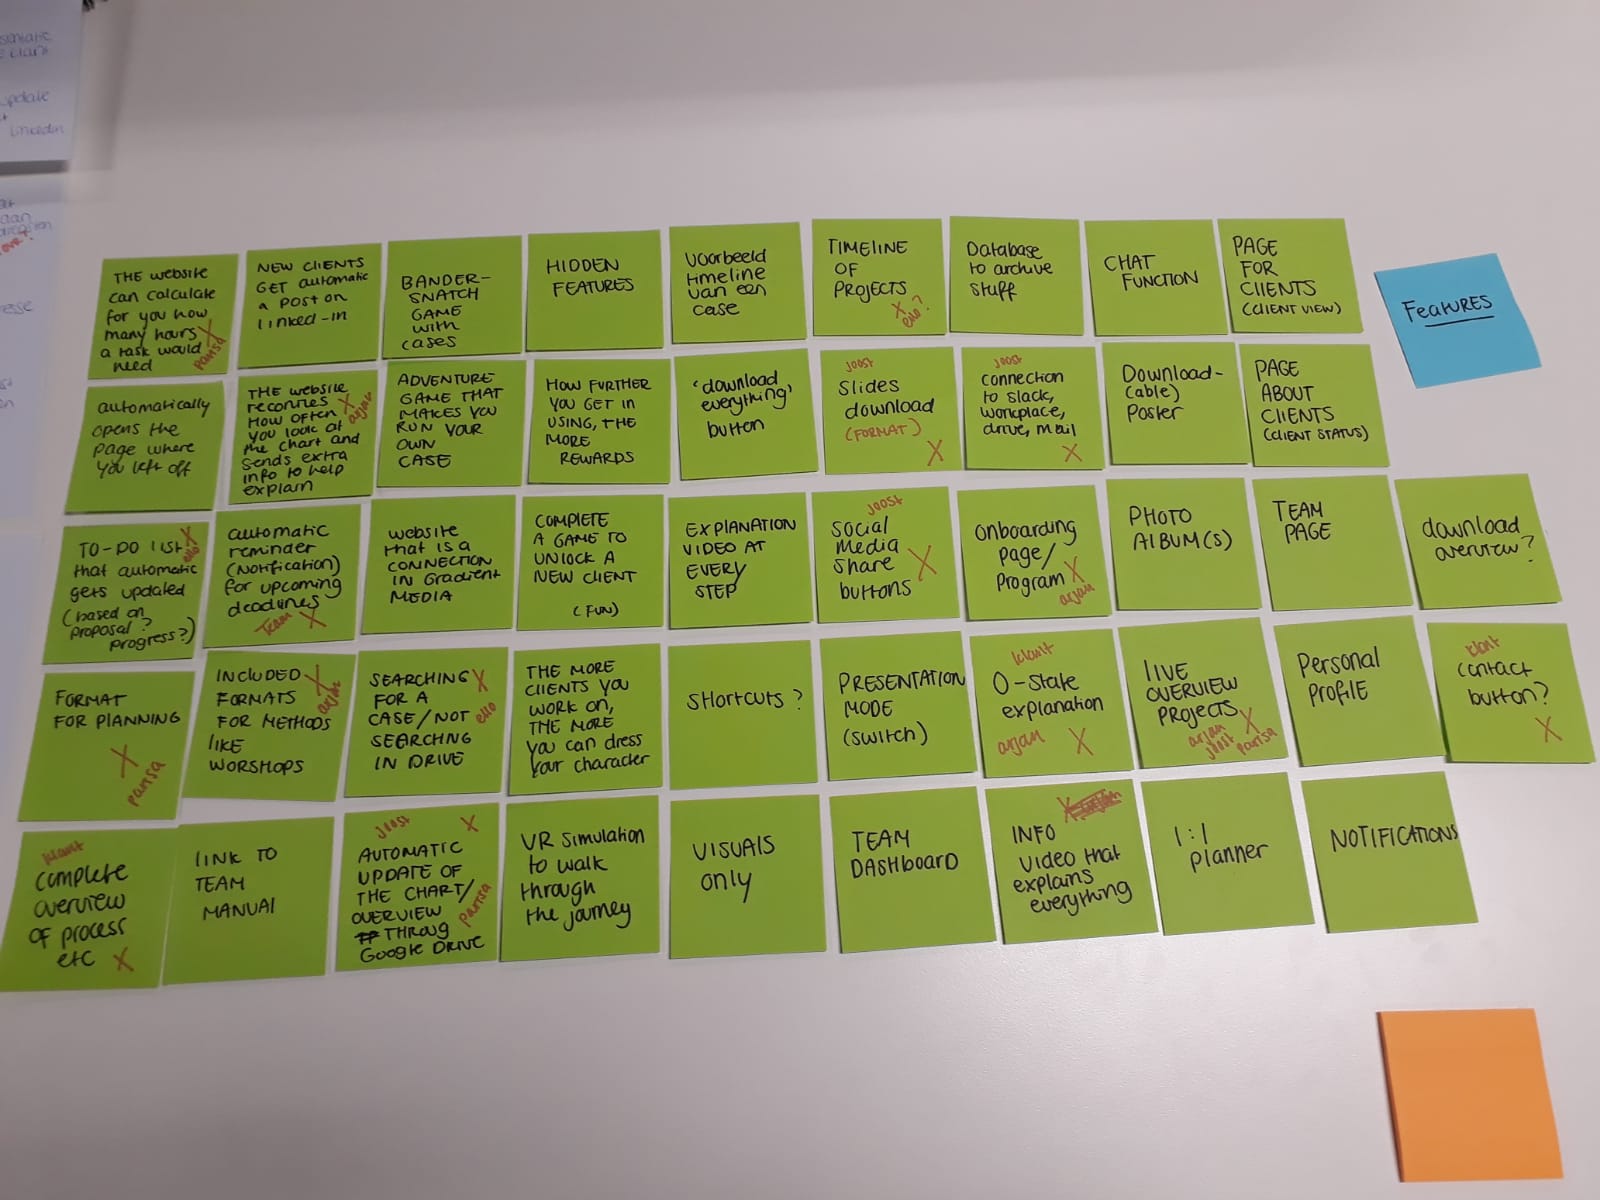 THE website
can calculate
for you how
many hours X
a task would parisa
need
NEW CLIENTS
GET automatic
a post on
linked-in
BANDER-
SNATCH
GAME
with
cases
HIDDEN
FEATURES
Voorbeeld
timeline
van een
case
TIMELINE
OF
PROJECTS
X
ello?
Database
to archive
stuff
CHAT
FUNCTION
PAGE
FOR
CLIENTS
(CLIENT VIEW)
FEATURES
automatically
opens the
page where
you left off
THE website
how often X
you look at arjan
the chart and
sends extra
info to help
explain
ADVENTURE
GAME THAT
MAKES YOU
RUN YOUR
OWN
CASE
HOW FURTHER
YOU GET IN
USING, THE
MORE
REWARDS
'download
everything'
button
Joost
Slides
download
(FORMAT)
X
Joost
connection
to slack,
workplace,
drive, mail
X
Download-
(able)
Poster
PAGE
ABOUT
CLIENTS
(CLIENT STATUS)
TO-DO LIST X
that automatic ello
gets updated
(based on
proposal?
progress?)
automatic
reminder
(Notification)
for upcoming
deadlines
Team X
website
that is a
CONNECTION
IN Gradient
MEDIA
COMPLETE
A GAME TO
UNLOCK A
NEW CLIENT
(FUN)
EXPLANATION
VIDEO AT
EVERY
STEP
Joost
Social
Media
Share X
buttons
onboarding
page/
Program X
arjan
PHOTO
ALBUM(S)
TEAM
PAGE
download
overview?
FORMAT
FOR PLANNING
X
parisa
INCLUDED X
FORMATS arjan
FOR METHODS
like
WORSHOPS
SEARCHING X
FOR A
CASE/NOT ello
SEARCHING
IN DRIVE
THE MORE
CLIENTS YOU
WORK ON,
THE MORE
you can dress
your character
SHORTCUTS?
PRESENTATION
MODE
(switch)
klant
0-state
explanation
arjan X
LIVE
OVERVIEW
PROJECTS
X
arjan
Joost parisa
Personal
Profile
klant
contact
button?
X
klant
complete
overview
OF process
etc X
LINK TO
TEAM
MANUAL
Joost X
AUTOMATIC
UPDATE OF
THE CHART/
OVERVIEW parisa
THROUG
Google DRIVE
VR simulation
to walk
through
the journey
VISUALS
only
TEAM
DASHBOARD
X
INFO
video that
explains
everything
1:1
planner
NOTIFICATIONS
update
Linkedin